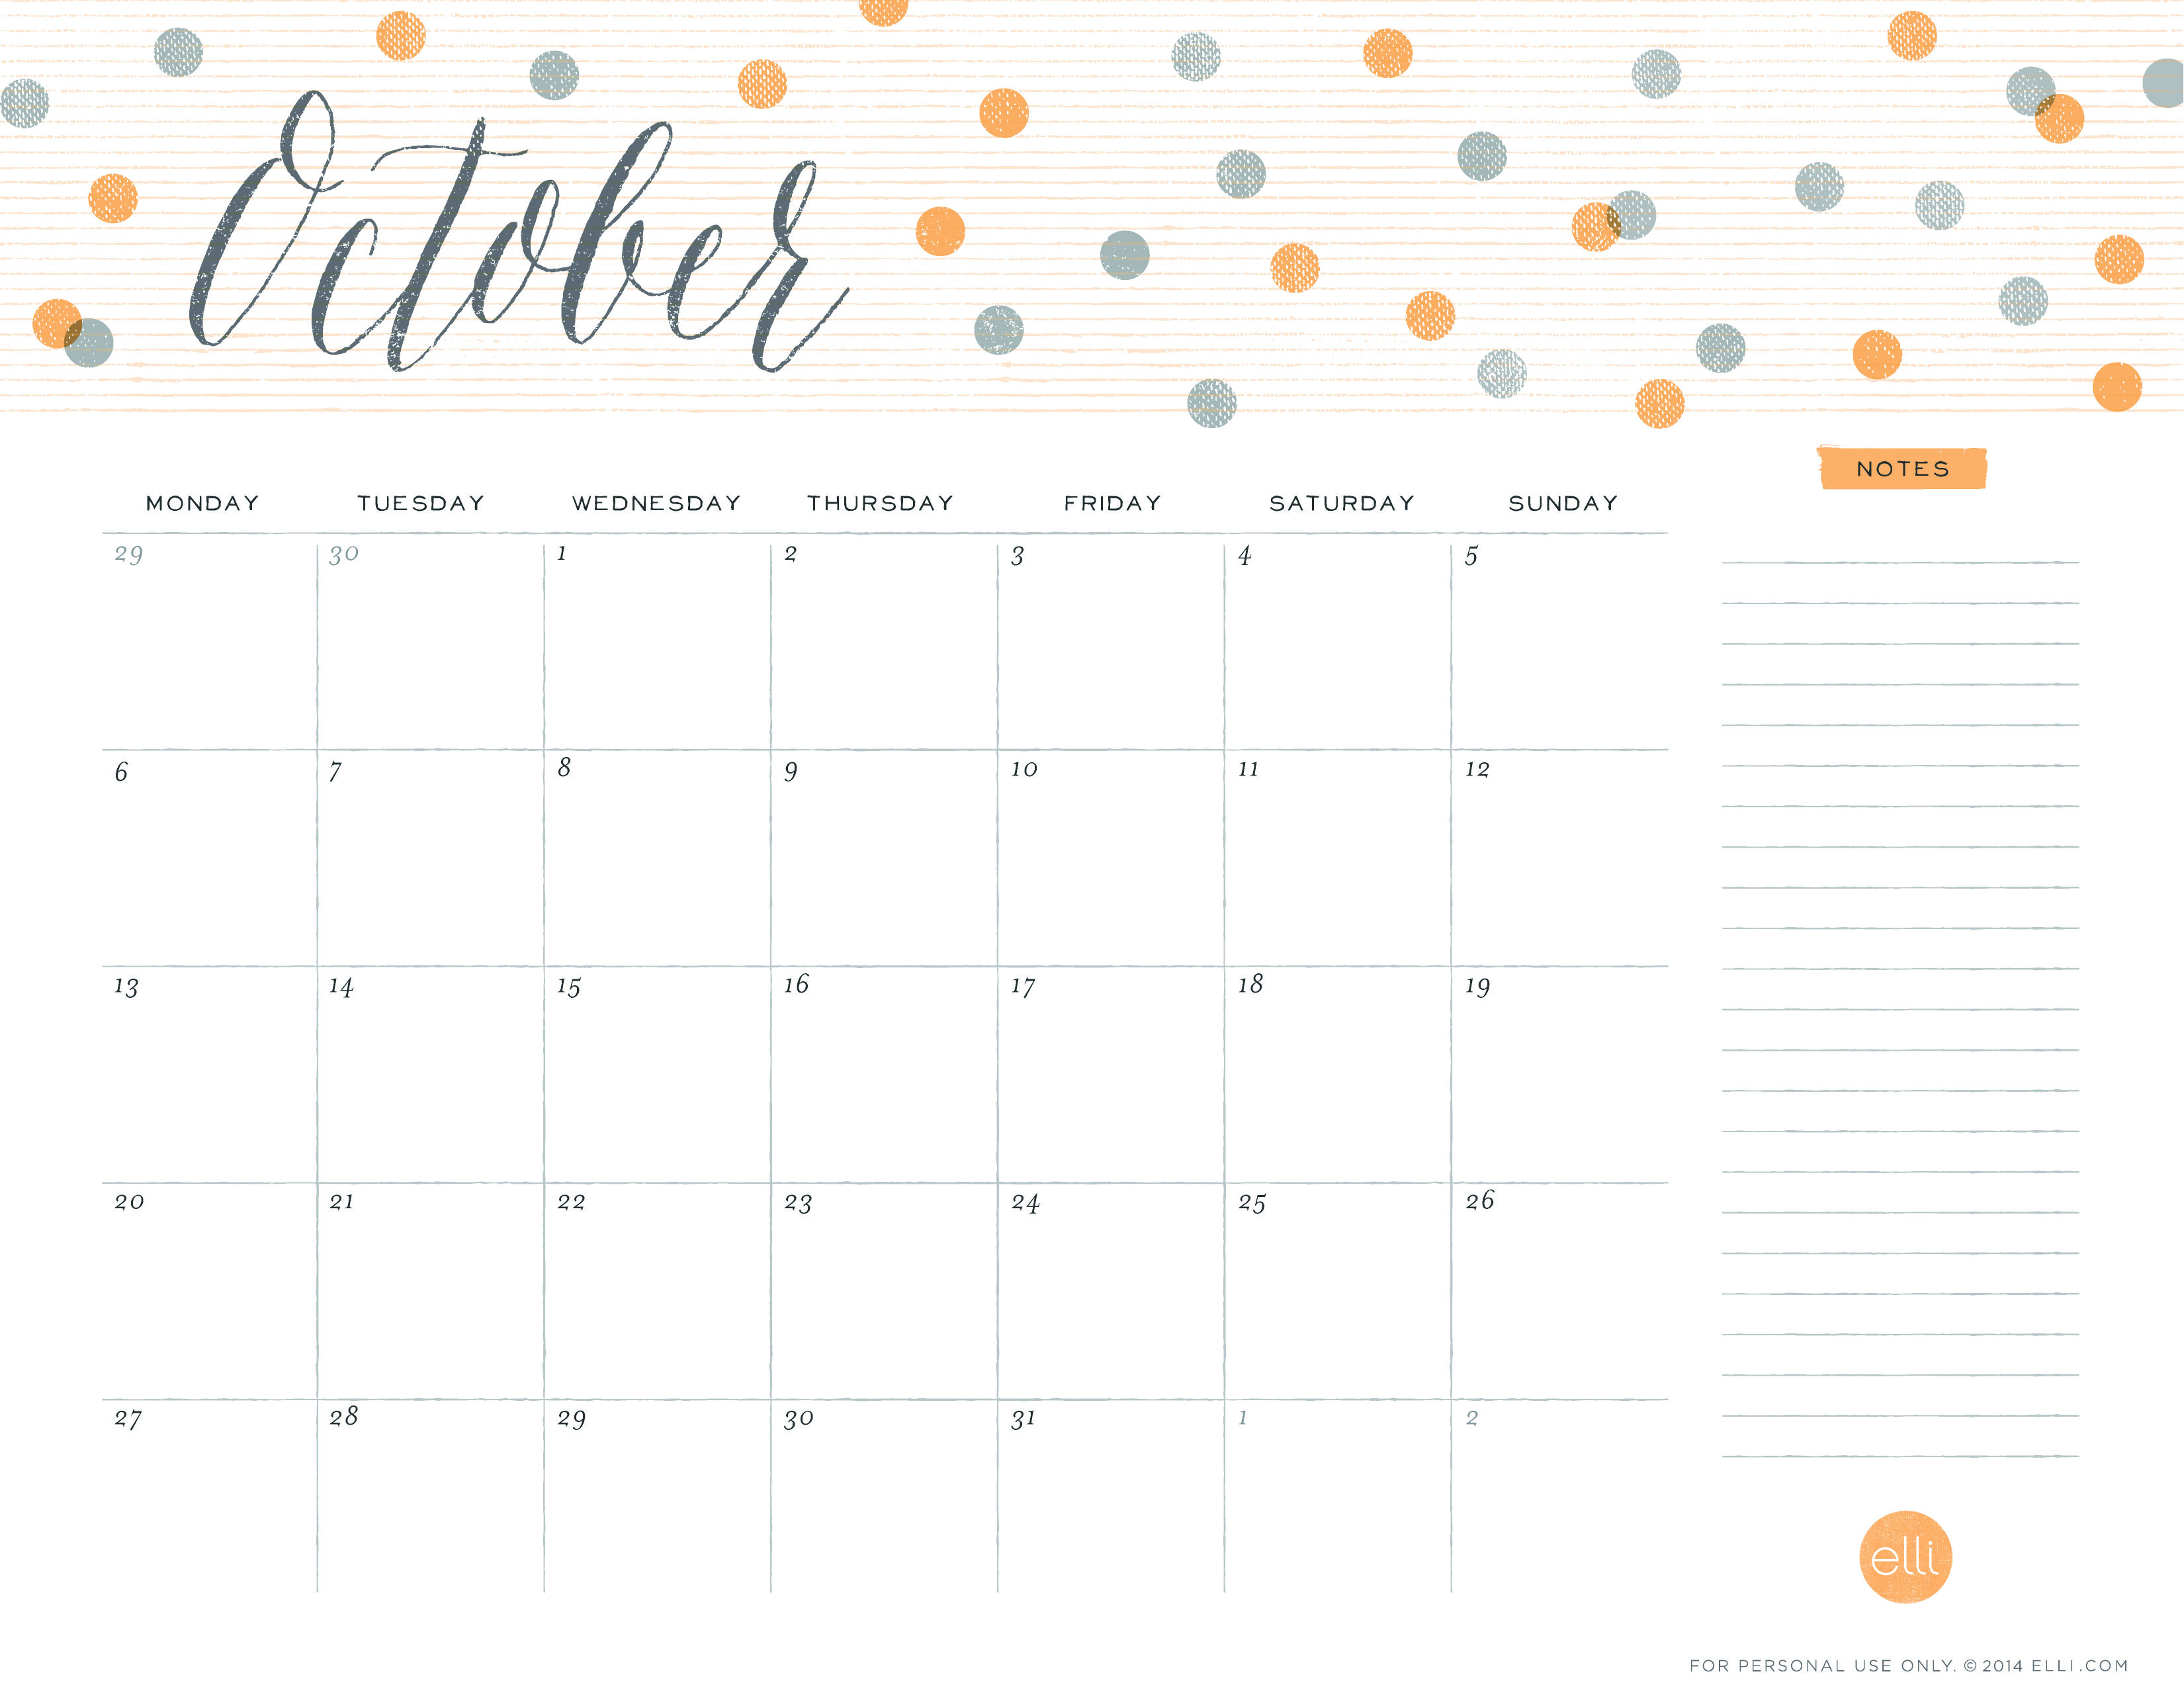 October
NOTES
MONDAY TUESDAY WEDNESDAY THURSDAY FRIDAY SATURDAY SUNDAY
29 30 1 2 3 4 5
6 7 8 9 10 11 12
13 14 15 16 17 18 19
20 21 22 23 24 25 26
27 28 29 30 31 1 2
elli
FOR PERSONAL USE ONLY. © 2014 ELLI.COM